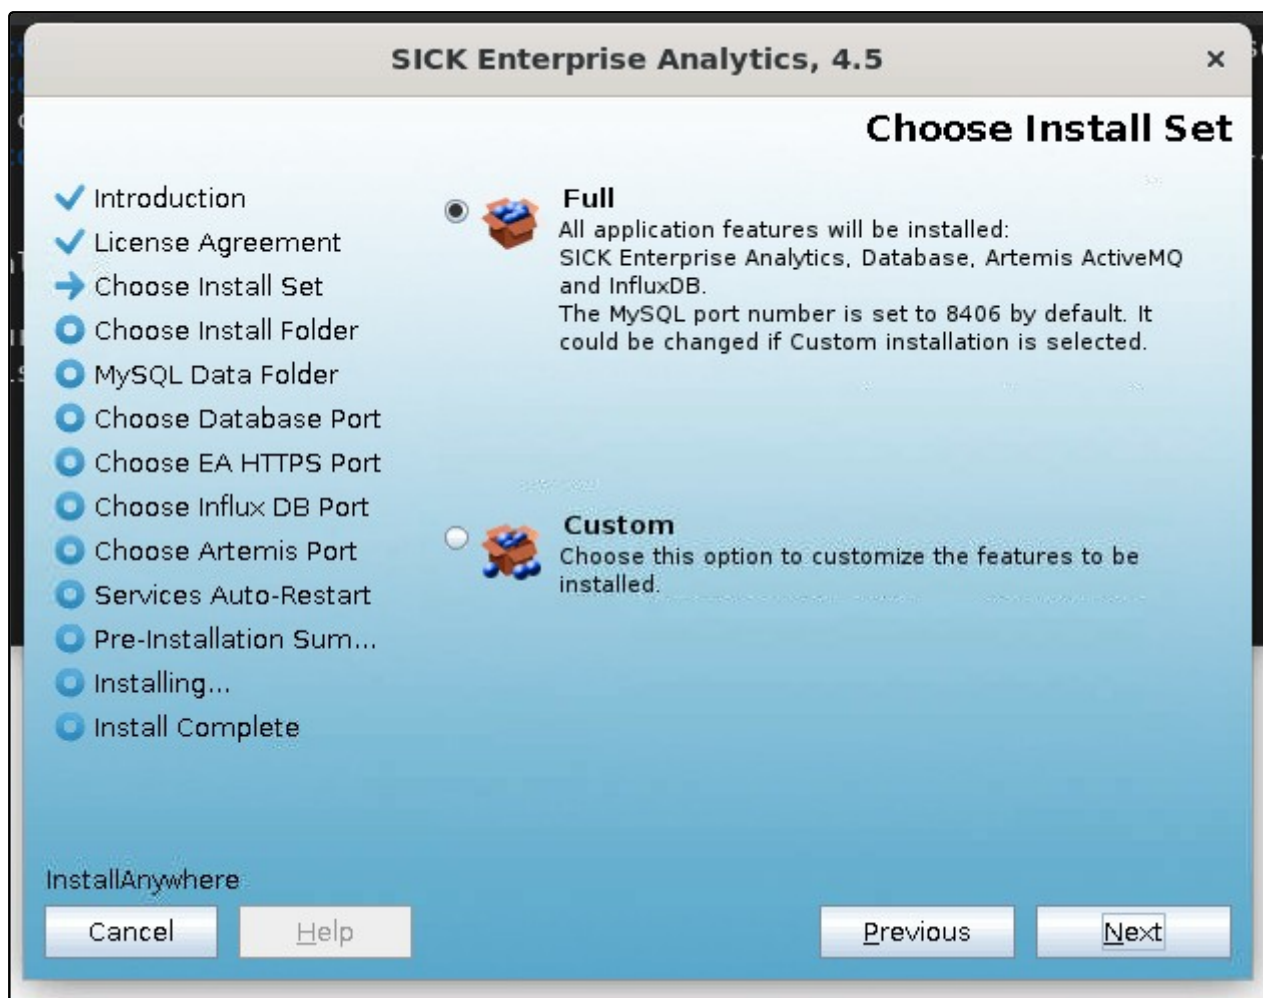 SICK Enterprise Analytics, 4.5
×
Choose Install Set
Introduction
License Agreement
Choose Install Set
Choose Install Folder
MySQL Data Folder
Choose Database Port
Choose EA HTTPS Port
Choose Influx DB Port
Choose Artemis Port
Services Auto-Restart
Pre-Installation Sum...
Installing...
Install Complete
Full
All application features will be installed:
SICK Enterprise Analytics, Database, Artemis ActiveMQ
and InfluxDB.
The MySQL port number is set to 8406 by default. It
could be changed if Custom installation is selected.
Custom
Choose this option to customize the features to be
installed.
InstallAnywhere
Cancel
Help
Previous
Next